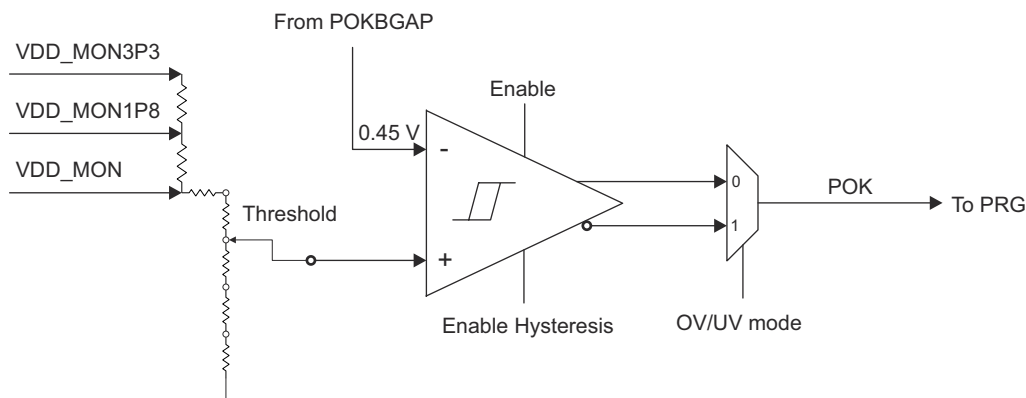 From POKBGAP
VDD_MON3P3
VDD_MON1P8
VDD_MON
Enable
0.45 V
-
0
POK
To PRG
1
Threshold
+
Enable Hysteresis
OV/UV mode